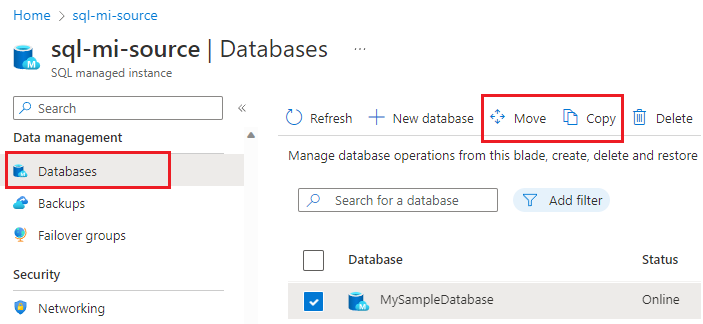 Home > sql-mi-source
sql-mi-source | Databases ...
SQL managed instance
Search «
Data management
Databases
Backups
Failover groups
Security
Networking
Refresh + New database Move Copy Delete
Manage database operations from this blade, create, delete and restore
Search for a database Add filter
Database Status
MySampleDatabase Online